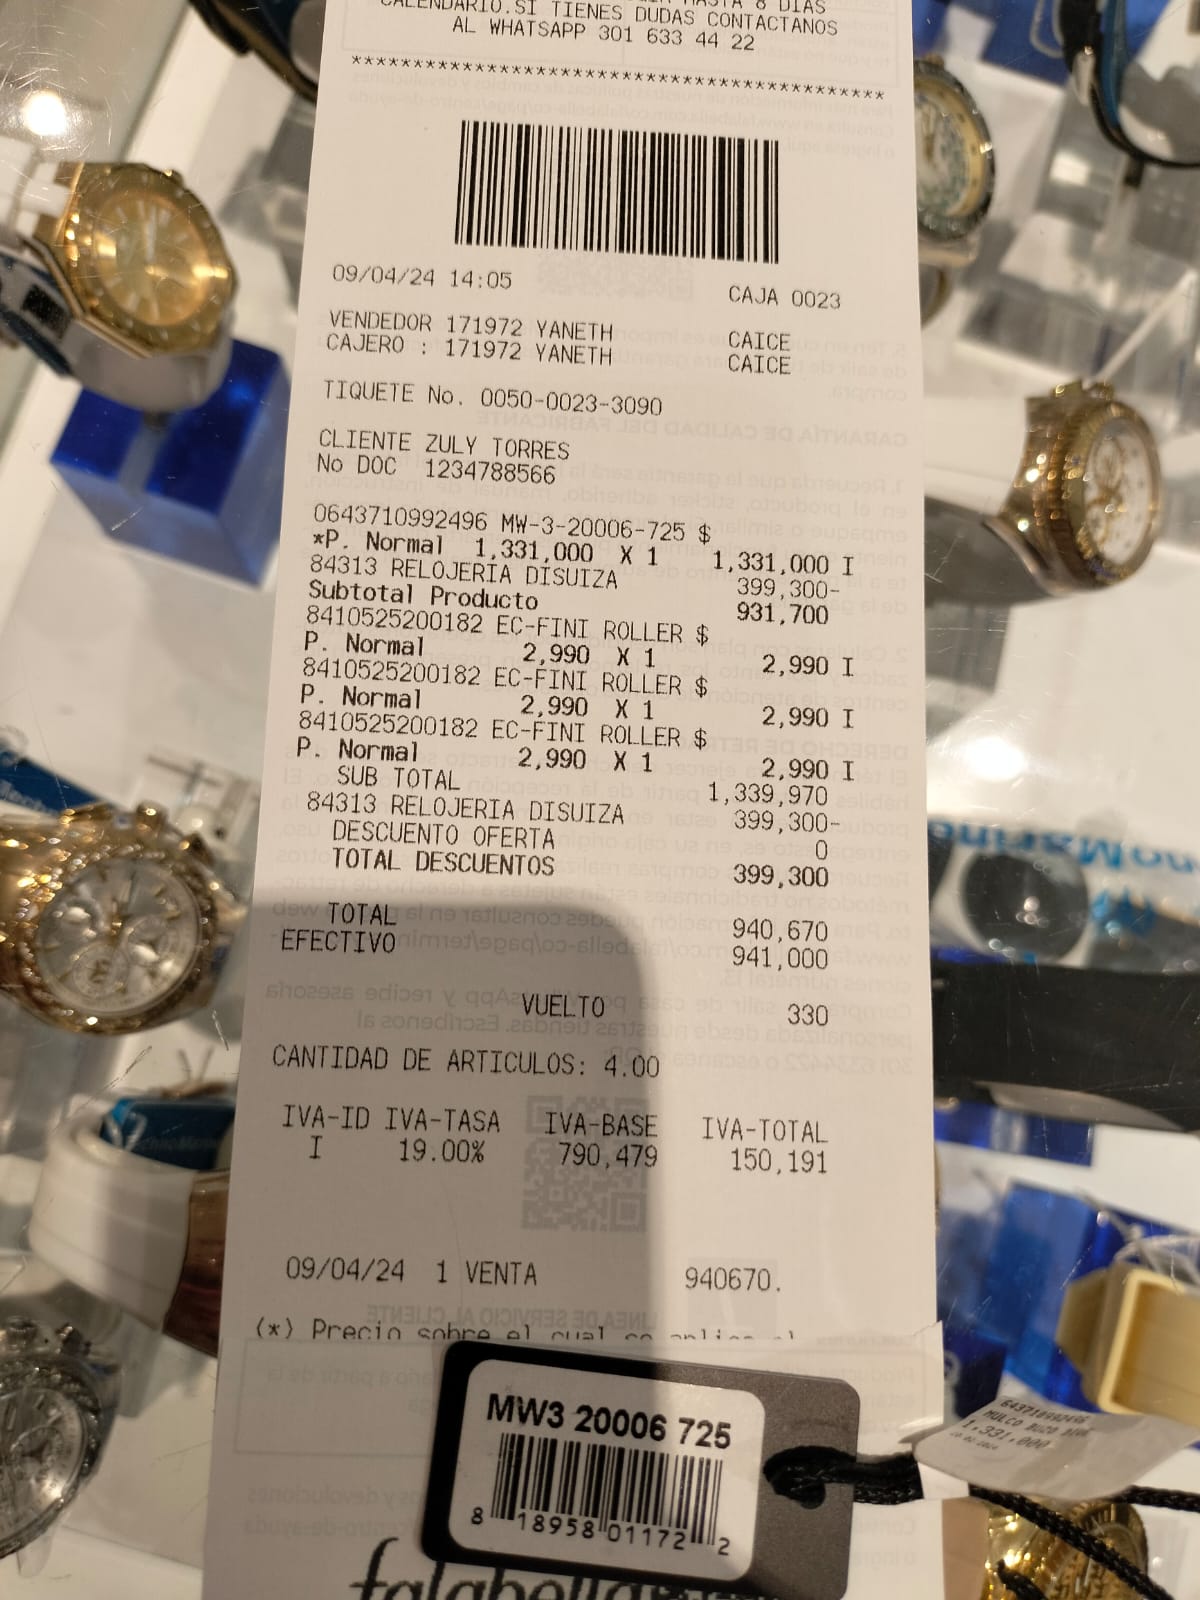 HASTA 8 DIAS
CALENDARIO.SI TIENES DUDAS CONTACTANOS
AL WHATSAPP 301 633 44 22
****************************************
09/04/24 14:05 CAJA 0023
VENDEDOR 171972 YANETH CAICE
CAJERO : 171972 YANETH CAICE
TIQUETE No. 0050-0023-3090
CLIENTE ZULY TORRES
No DOC 1234788566
0643710992496 MW-3-20006-725 $
*P. Normal 1,331,000 X 1 1,331,000 I
84313 RELOJERIA DISUIZA 399,300-
Subtotal Producto 931,700
8410525200182 EC-FINI ROLLER $
P. Normal 2,990 X 1 2,990 I
8410525200182 EC-FINI ROLLER $
P. Normal 2,990 X 1 2,990 I
8410525200182 EC-FINI ROLLER $
P. Normal 2,990 X 1 2,990 I
SUB TOTAL 1,339,970
84313 RELOJERIA DISUIZA 399,300-
DESCUENTO OFERTA 0
TOTAL DESCUENTOS 399,300
TOTAL 940,670
EFECTIVO 941,000
VUELTO 330
CANTIDAD DE ARTICULOS: 4.00
IVA-ID IVA-TASA IVA-BASE IVA-TOTAL
I 19.00% 790,479 150,191
09/04/24 1 VENTA 940670.
(*) Precio sobre el cual se aplica el
MW3 20006 725
8 18958 01172 2
falabella
1,331,000